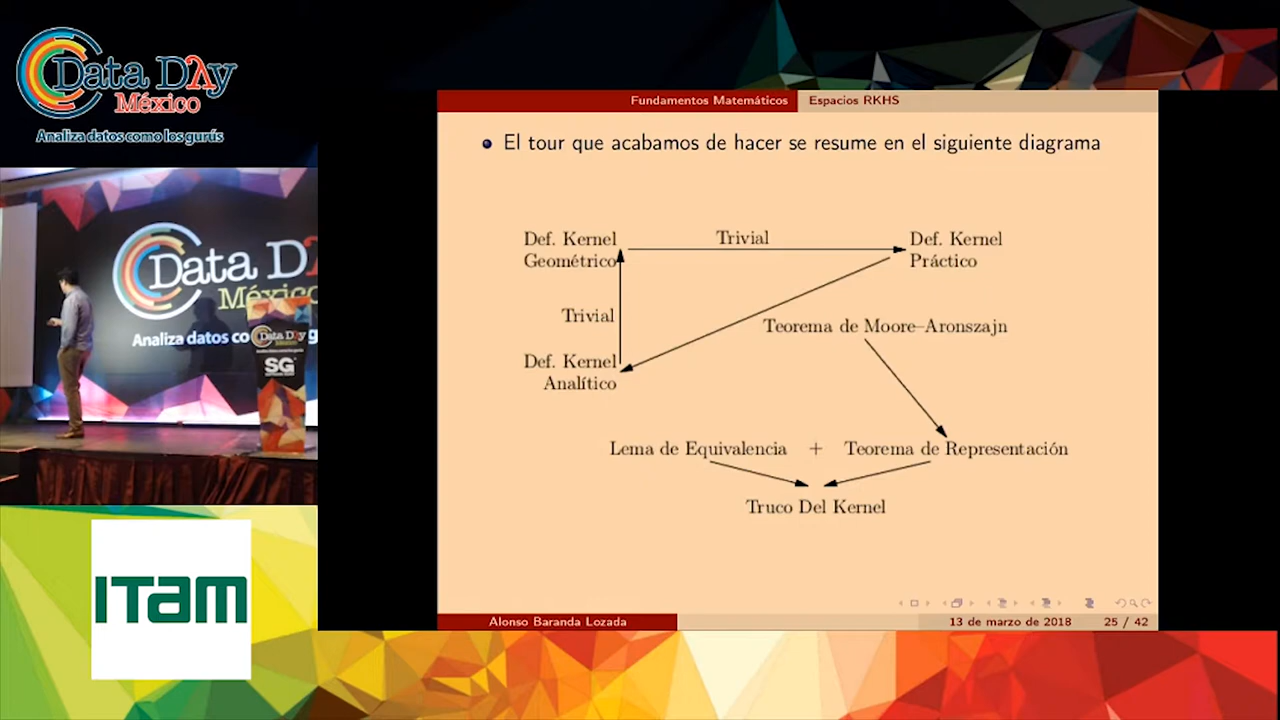 Data Day
México
Analiza datos como los gurús
Data D
México
Analiza datos co
Data Day
México
SG
ITAM
Fundamentos Matemáticos
Espacios RKHS
El tour que acabamos de hacer se resume en el siguiente diagrama
Def. Kernel
Geométrico
Trivial
Def. Kernel
Práctico
Trivial
Teorema de Moore–Aronszajn
Def. Kernel
Analítico
Lema de Equivalencia + Teorema de Representación
Truco Del Kernel
Alonso Baranda Lozada
13 de marzo de 2018
25 / 42